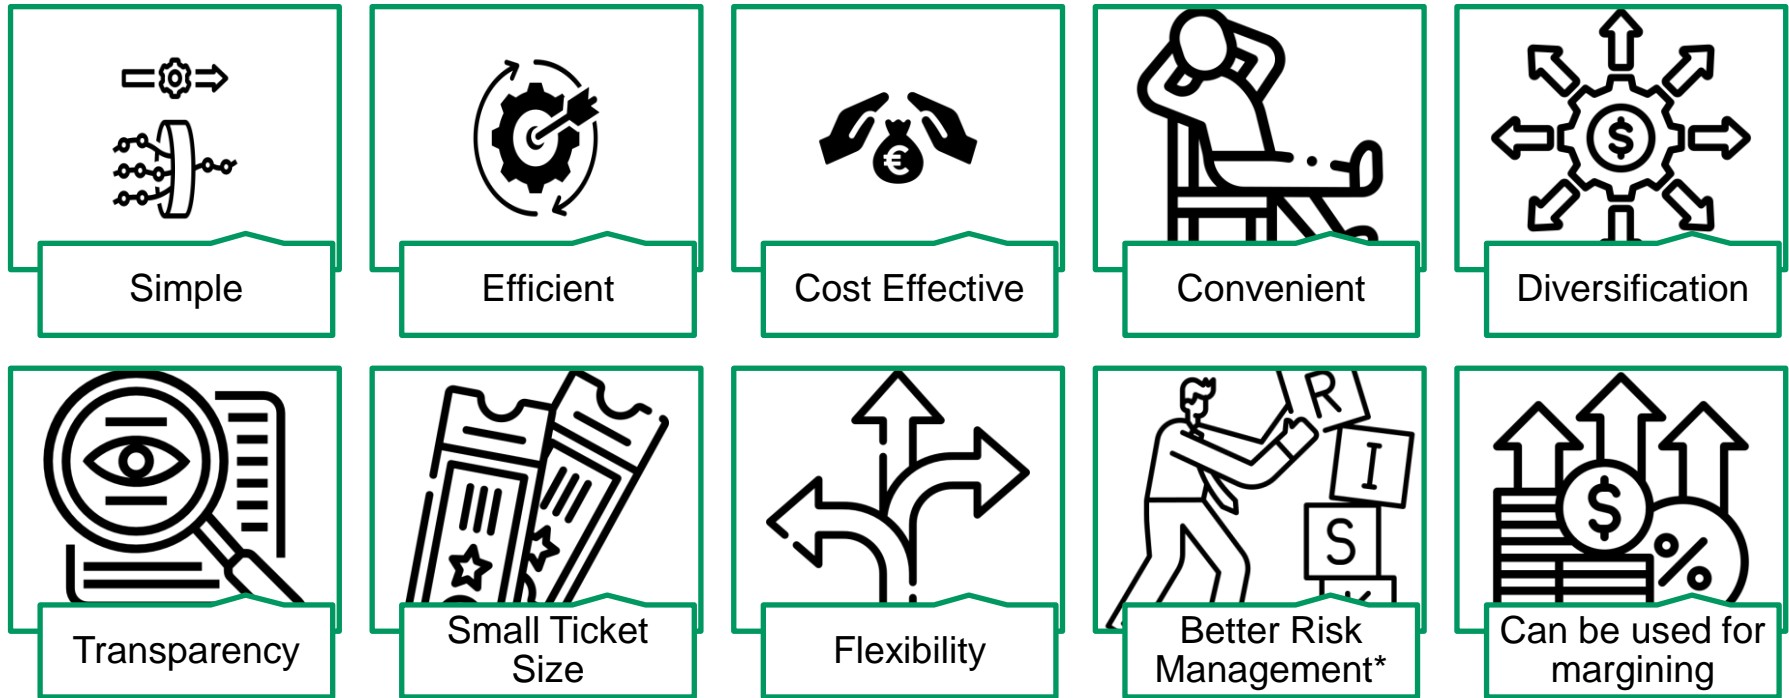 €
$
Simple
Efficient
Cost Effective
Convenient
Diversification
R
I
S
K
$
%
Transparency
Small Ticket
Size
Flexibility
Better Risk
Management*
Can be used for
margining